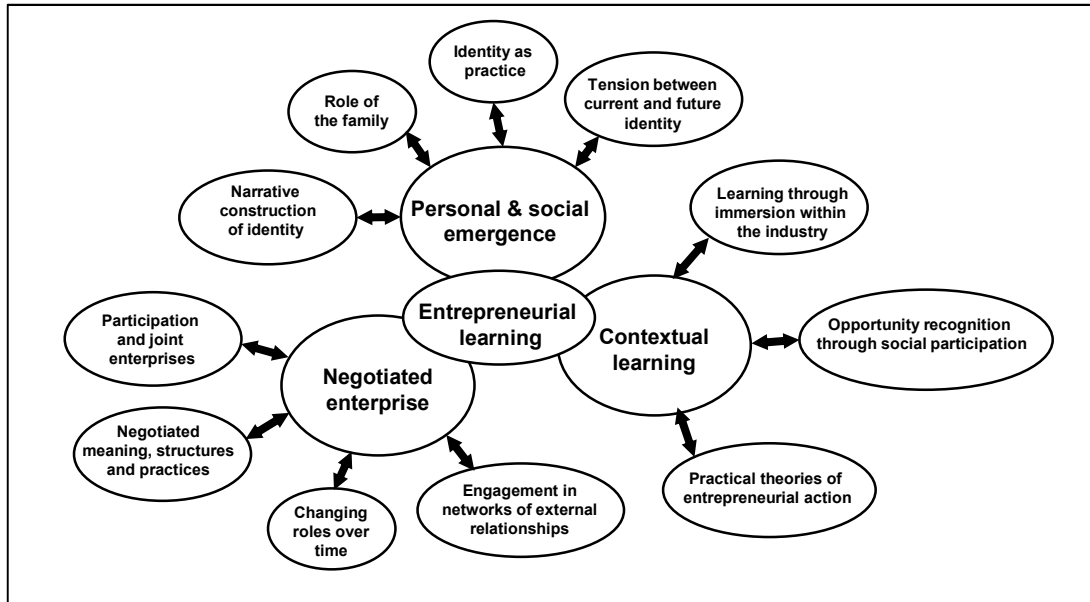 Identity as
practice
Role of
the family
Tension between
current and future
identity
Narrative
construction
of identity
Personal & social
emergence
Learning through
immersion within
the industry
Entrepreneurial
learning
Participation
and joint
enterprises
Opportunity recognition
through social participation
Contextual
learning
Negotiated
enterprise
Negotiated
meaning, structures
and practices
Changing
roles over
time
Engagement in
networks of external
relationships
Practical theories of
entrepreneurial action